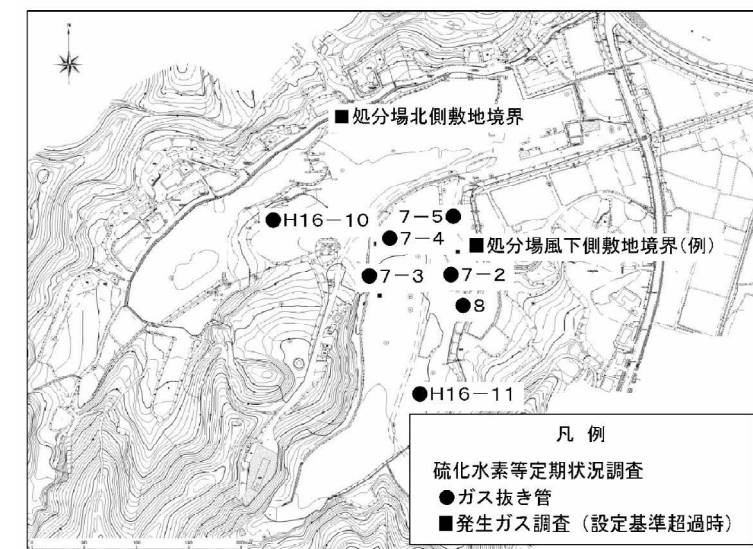 N
■処分場北側敷地境界
●H16－10
7－5●
●7－4
■処分場風下側敷地境界(例)
●7－3
●7－2
●8
●H16－11
凡 例
硫化水素等定期状況調査
●ガス抜き管
■発生ガス調査（設定基準超過時）